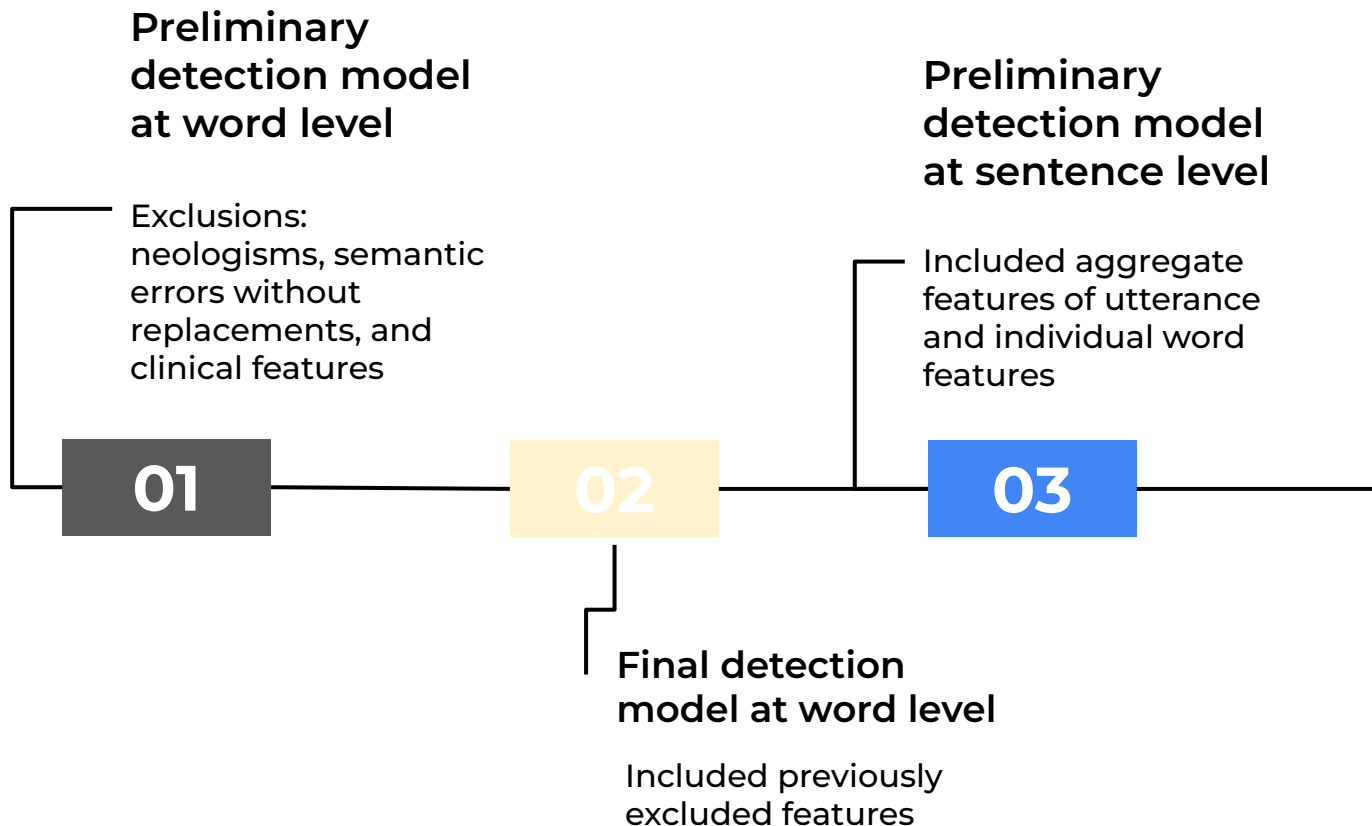 Preliminary
detection model
at word level
Exclusions:
neologisms, semantic
errors without
replacements, and
clinical features
01
02
Final detection
model at word level
Included previously
excluded features
Preliminary
detection model
at sentence level
Included aggregate
features of utterance
and individual word
features
03